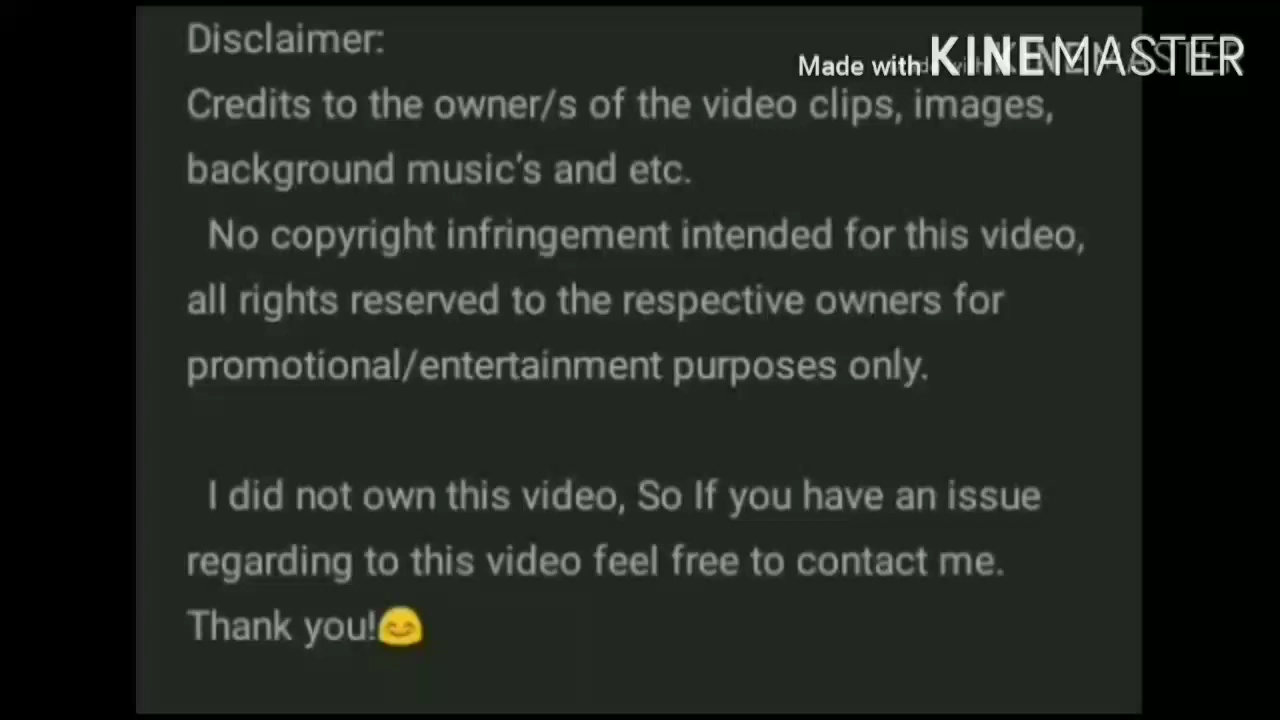 Disclaimer:
Made with KINEMASTER
Credits to the owner/s of the video clips, images,
background music's and etc.
No copyright infringement intended for this video,
all rights reserved to the respective owners for
promotional/entertainment purposes only.
I did not own this video, So If you have an issue
regarding to this video feel free to contact me.
Thank you!😊